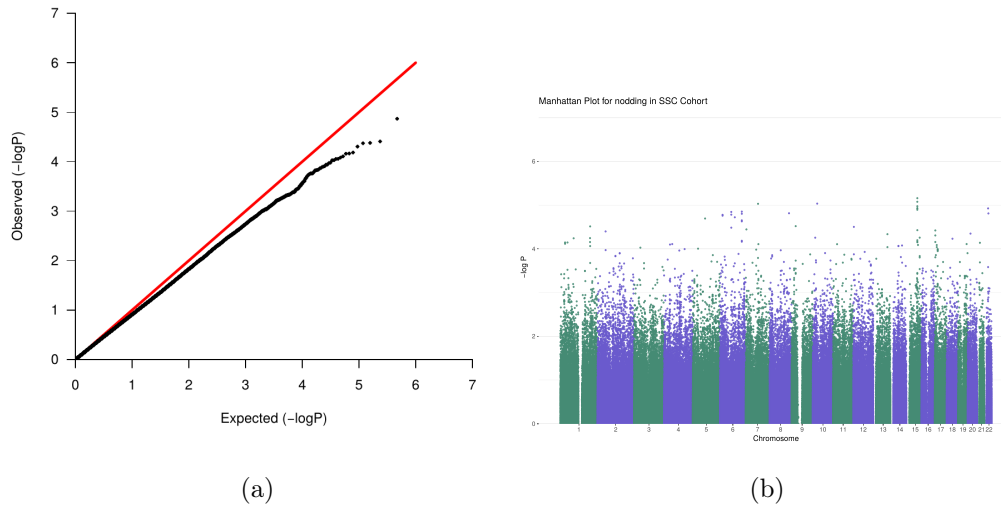 7
6
5
4
3
2
1
0
Observed (−logP)
0 1 2 3 4 5 6 7
Expected (−logP)
(a)
Manhattan Plot for nodding in SSC Cohort
6
4
2
0
−log P
1 2 3 4 5 6 7 8 9 10 11 12 13 14 15 16 17 18 19 20 21 22
Chromosome
(b)